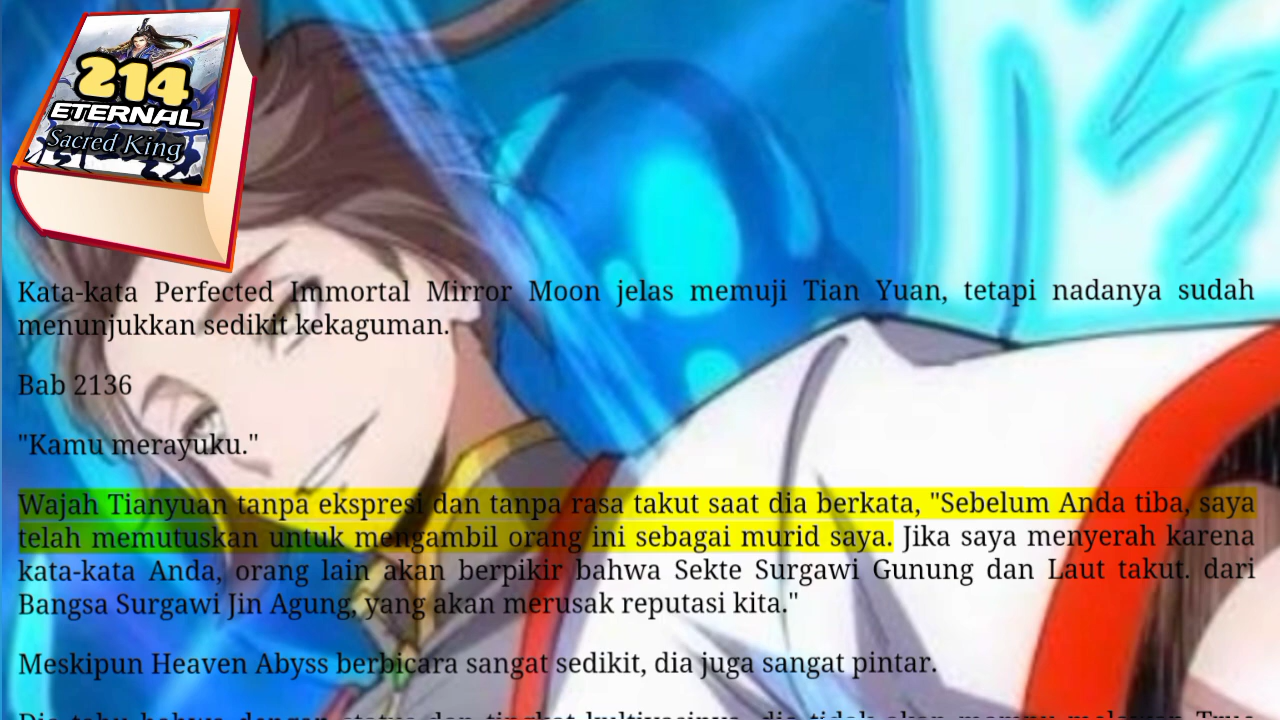 214
ETERNAL
Sacred King
Kata-kata Perfected Immortal Mirror Moon jelas memuji Tian Yuan, tetapi nadanya sudah
menunjukkan sedikit kekaguman.
Bab 2136
"Kamu merayuku."
Wajah Tianyuan tanpa ekspresi dan tanpa rasa takut saat dia berkata, "Sebelum Anda tiba, saya
telah memutuskan untuk mengambil orang ini sebagai murid saya. Jika saya menyerah karena
kata-kata Anda, orang lain akan berpikir bahwa Sekte Surgawi Gunung dan Laut takut. dari
Bangsa Surgawi Jin Agung, yang akan merusak reputasi kita."
Meskipun Heaven Abyss berbicara sangat sedikit, dia juga sangat pintar.